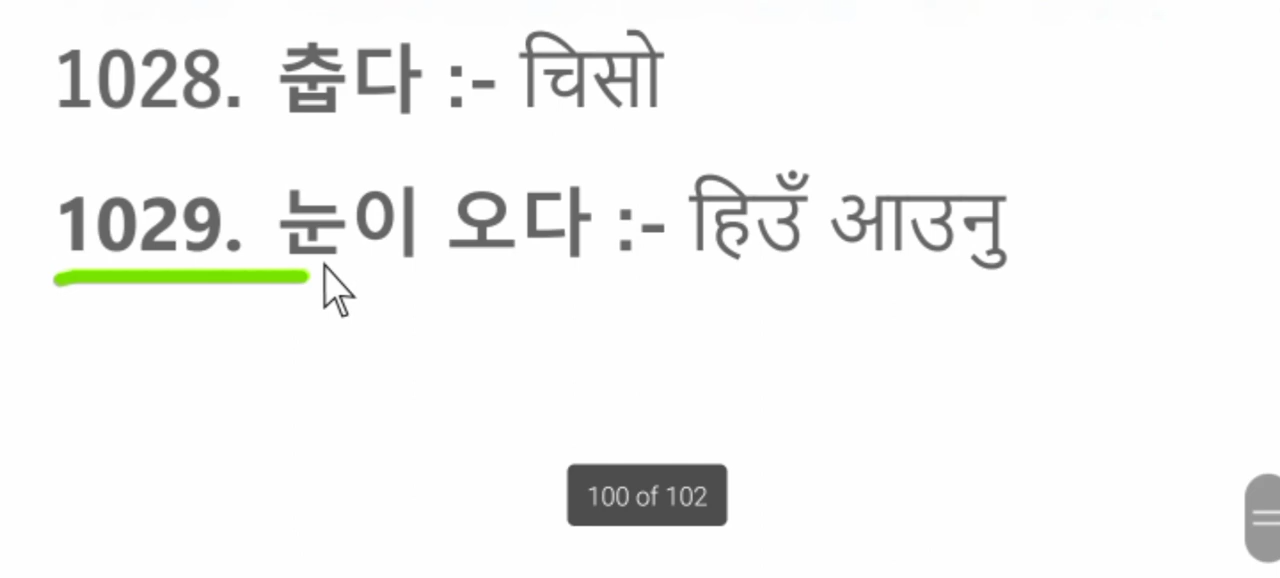 1028. 춥다 :- चिसो
1029. 눈이 오다 :- हिउँ आउनु
100 of 102